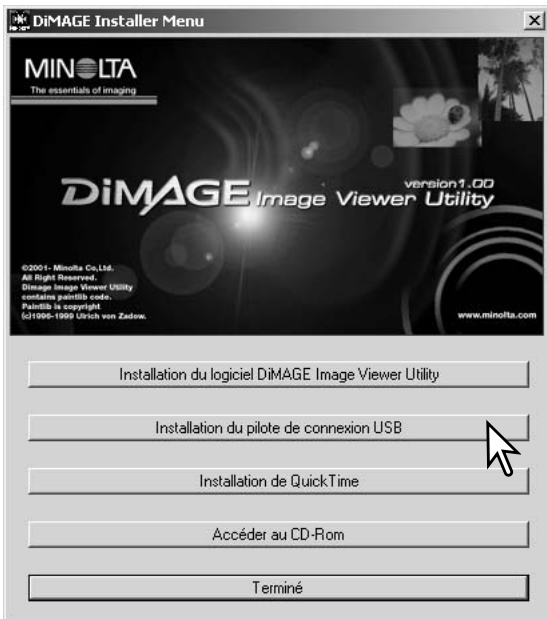 DiMAGE Installer Menu
MINOLTA
The essentials of imaging
DiMAGE Image Viewer Utility
version1.00
©2001- Minolta Co,Ltd.
All Right Reserved.
Dimage Image Viewer Utility
contains paintlib code.
Paintlib is copyright
(c)1996-1999 Ulrich von Zadow.
www.minolta.com
Installation du logiciel DiMAGE Image Viewer Utility
Installation du pilote de connexion USB
Installation de QuickTime
Accéder au CD-Rom
Terminé